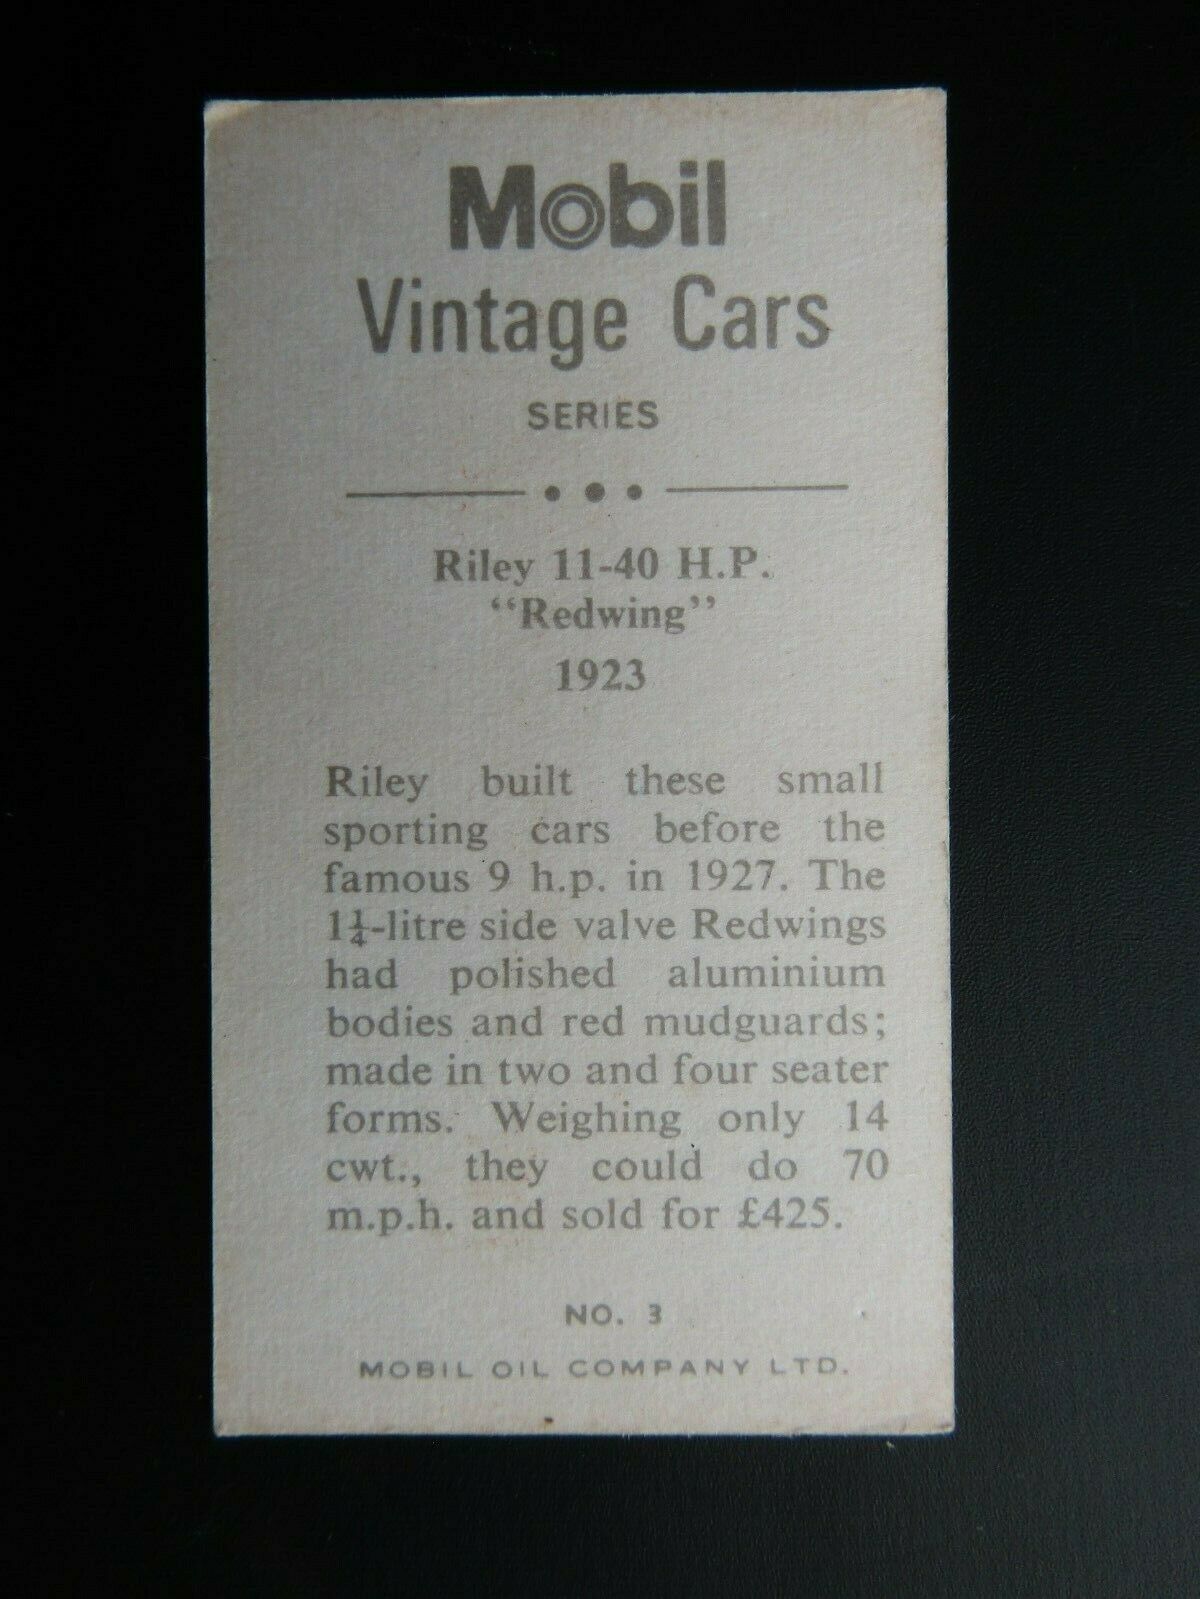 Mobil
Vintage Cars
SERIES
Riley 11-40 H.P.
“Redwing”
1923
Riley built these small
sporting cars before the
famous 9 h.p. in 1927. The
1¼-litre side valve Redwings
had polished aluminium
bodies and red mudguards;
made in two and four seater
forms. Weighing only 14
cwt., they could do 70
m.p.h. and sold for £425.
NO. 3
MOBIL OIL COMPANY LTD.